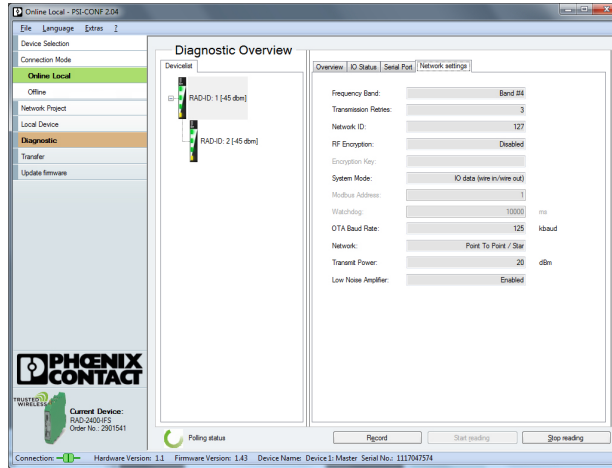 Online Local - PSI-CONF 2.04
File Language Extras ?
Device Selection
Connection Mode
Online Local
Offline
Network Project
Local Device
Diagnostic
Transfer
Update firmware
PHŒNIX
CONTACT
TRUSTED
WIRELESS
Current Device:
RAD-2400-IFS
Order No.: 2901541
Diagnostic Overview
Devicelist
RAD-ID: 1 [-45 dbm]
RAD-ID: 2 [-45 dbm]
Overview IO Status Serial Port Network settings
Frequency Band: Band #4
Transmission Retries: 3
Network ID: 127
RF Encryption: Disabled
Encryption Key:
System Mode: IO data (wire in/wire out)
Modbus Address: 1
Watchdog: 10000 ms
OTA Baud Rate: 125 kbaud
Network: Point To Point / Star
Transmit Power: 20 dBm
Low Noise Amplifier: Enabled
Polling status
Record Start reading Stop reading
Connection: Hardware Version: 1.1 Firmware Version: 1.43 Device Name: Device 1: Master Serial No.: 1117047574